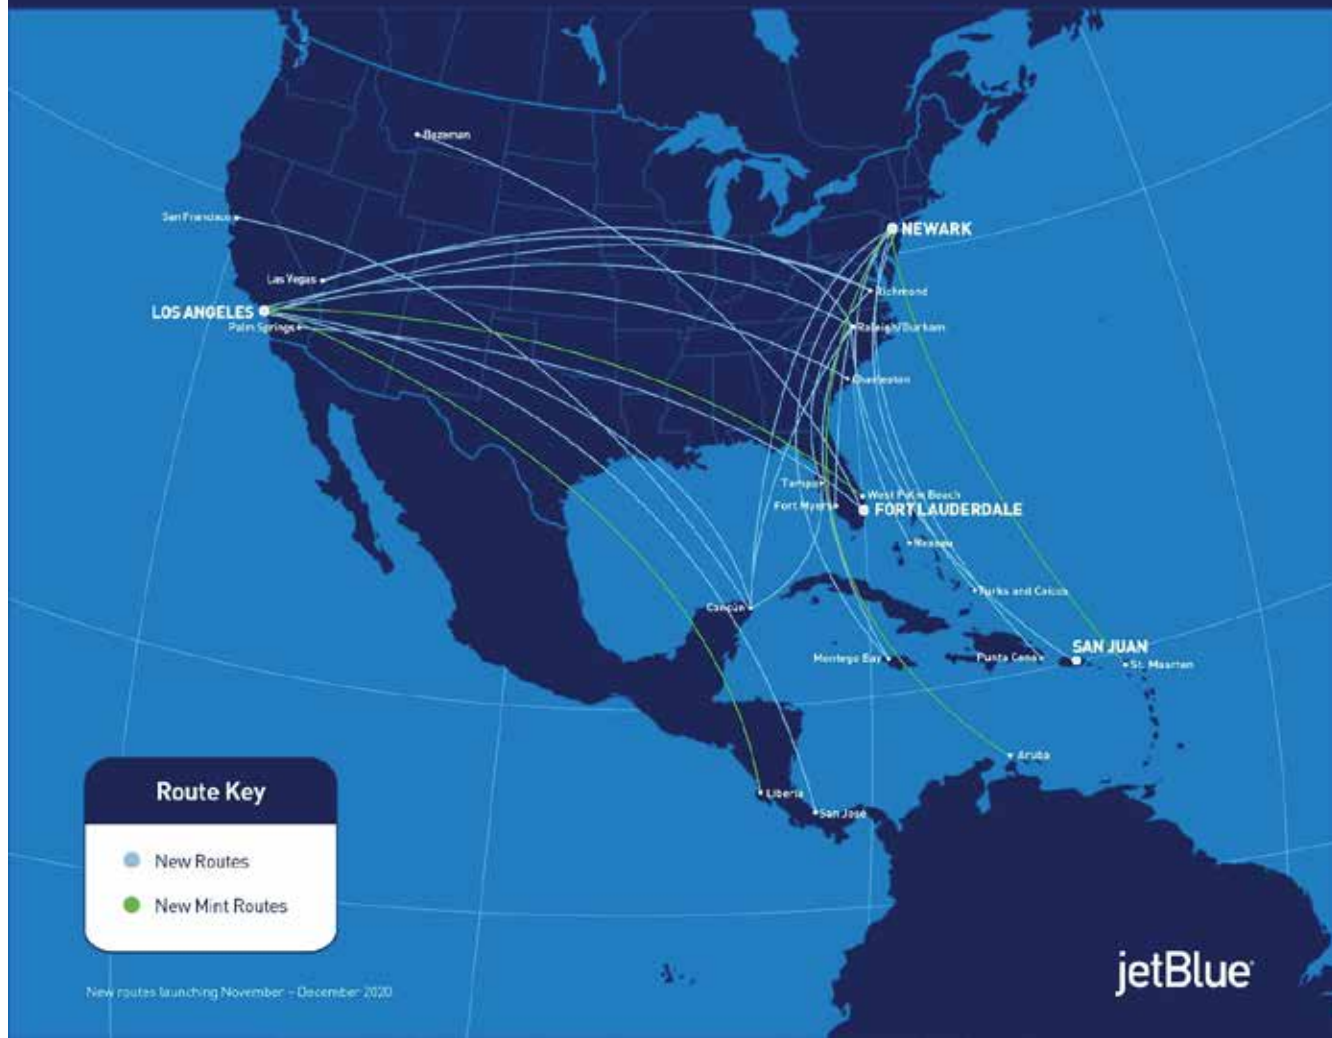 Bozeman
San Francisco
NEWARK
Las Vegas
Richmond
LOS ANGELES
Palm Springs
Raleigh/Durham
Charleston
Tampa
West Palm Beach
Fort Myers
FORT LAUDERDALE
Nassau
Turks and Caicos
Cancún
SAN JUAN
Montego Bay
Punta Cana
St. Maarten
Aruba
Route Key
Liberia
San José
New Routes
New Mint Routes
jetBlue
New routes launching November – December 2020